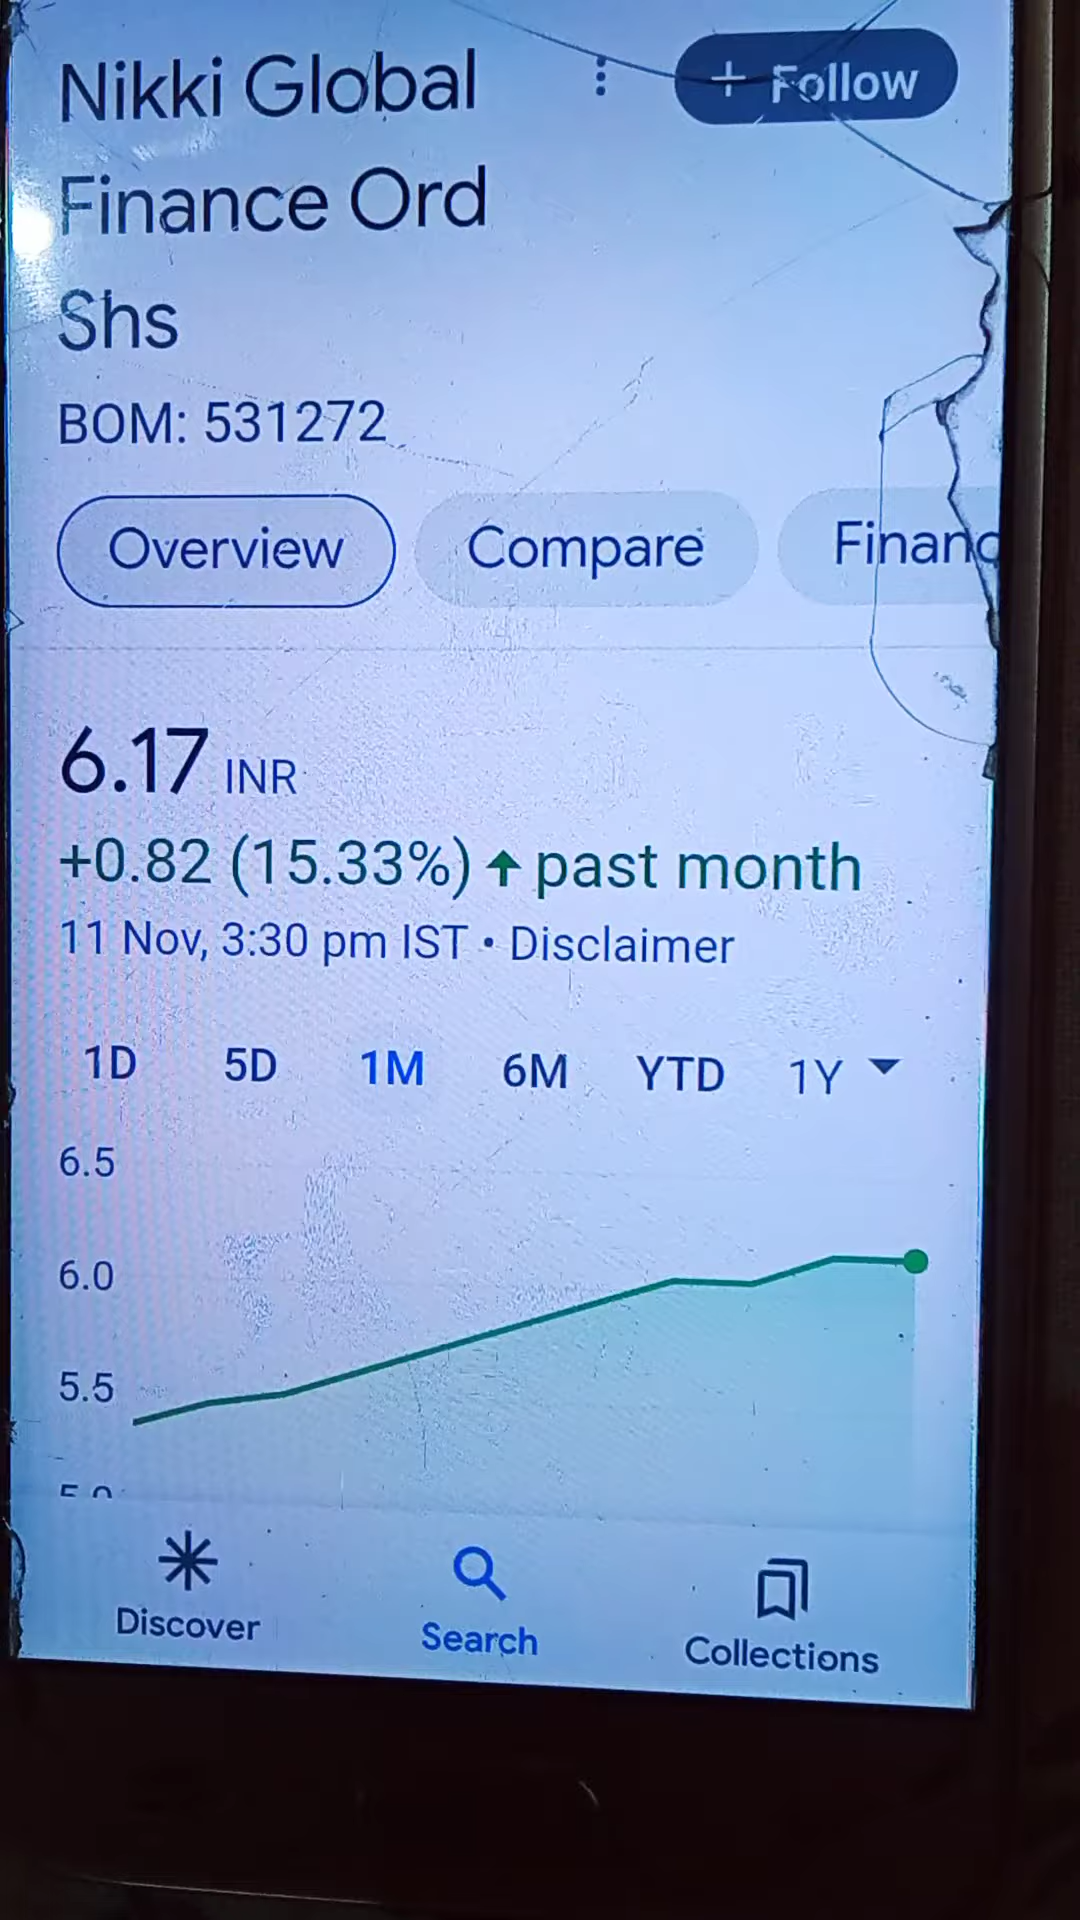 Nikki Global
Finance Ord
Shs
+ Follow
BOM: 531272
Overview Compare Financ
6.17 INR
+0.82 (15.33%) ↑ past month
11 Nov, 3:30 pm IST • Disclaimer
1D 5D 1M 6M YTD 1Y
6.5
6.0
5.5
5.0
Discover Search Collections